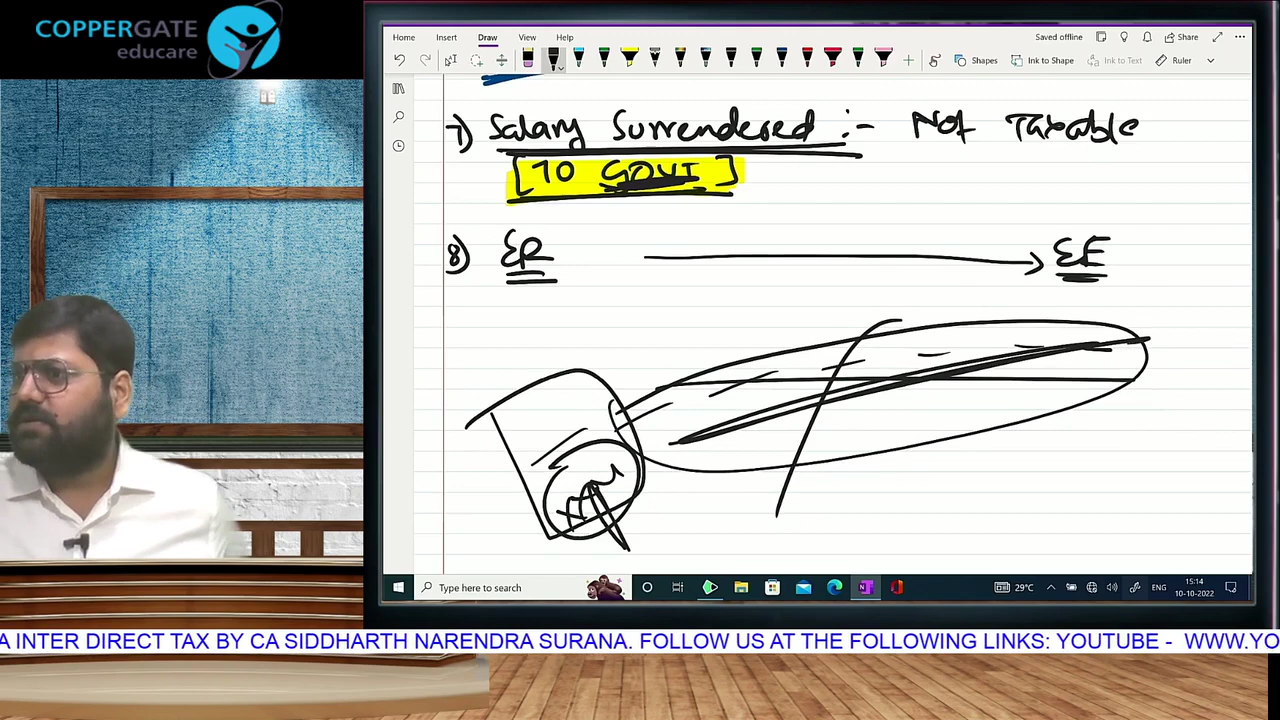 COPPERGATE
educare
Home Insert Draw View Help
Saved offline
Share
Shapes
Ink to Shape
Ink to Text
Ruler
7) Salary Surrendered :- Not Taxable
[TO GOVT]
8) ER → EE
Type here to search
29°C
ENG
15:14
10-10-2022
A INTER DIRECT TAX BY CA SIDDHARTH NARENDRA SURANA. FOLLOW US AT THE FOLLOWING LINKS: YOUTUBE - WWW.YO